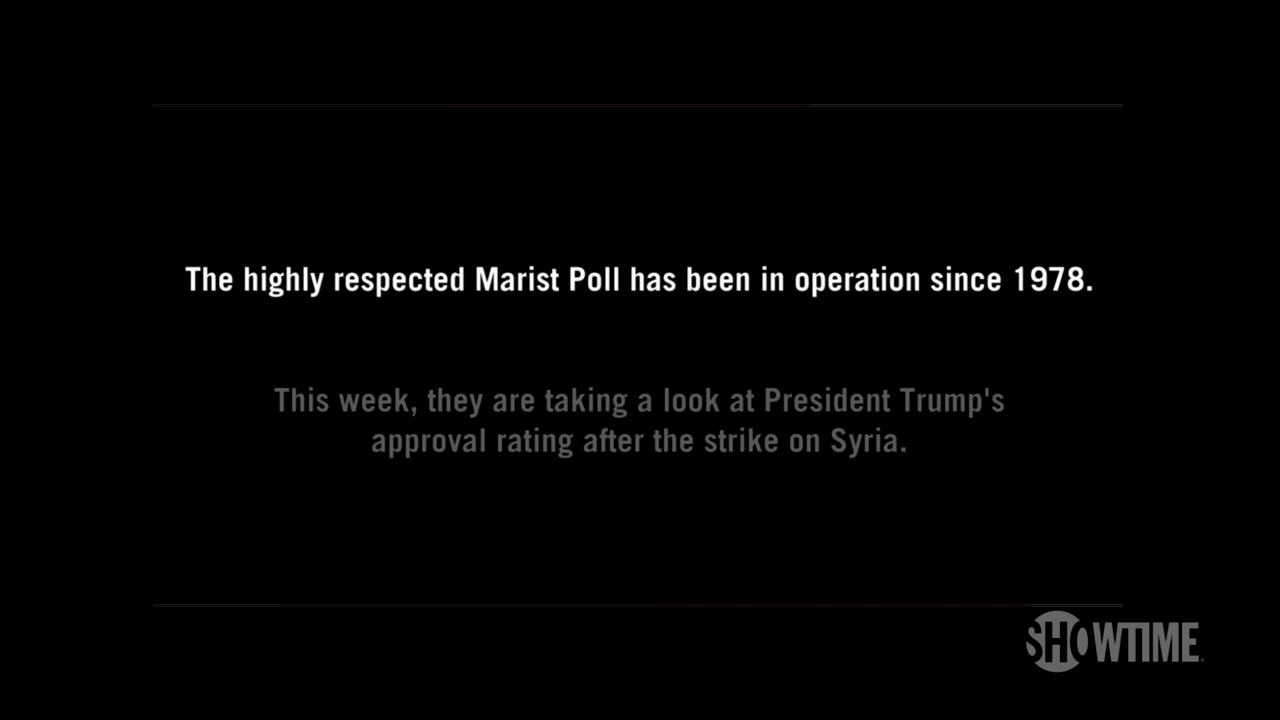 The highly respected Marist Poll has been in operation since 1978.
This week, they are taking a look at President Trump's
approval rating after the strike on Syria.
SHOWTIME